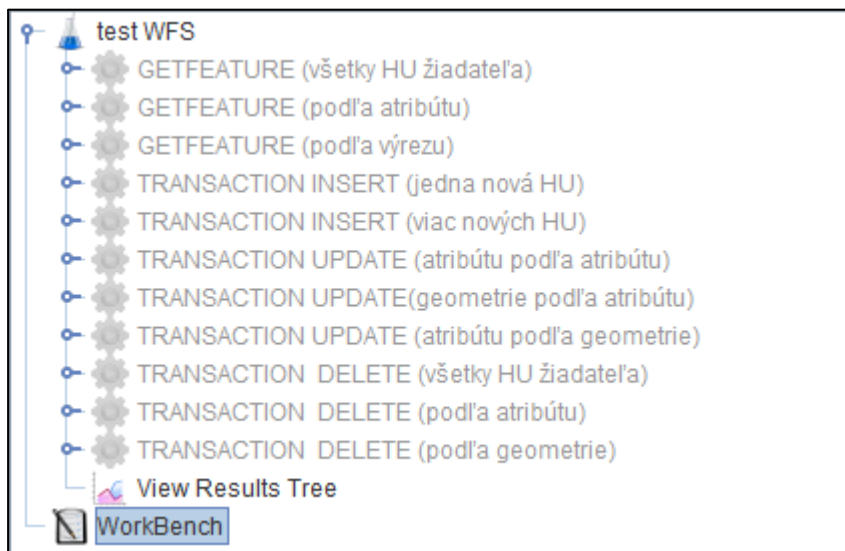 test WFS
GETFEATURE (všetky HU žiadateľa)
GETFEATURE (podľa atribútu)
GETFEATURE (podľa výrezu)
TRANSACTION INSERT (jedna nová HU)
TRANSACTION INSERT (viac nových HU)
TRANSACTION UPDATE (atribútu podľa atribútu)
TRANSACTION UPDATE(geometrie podľa atribútu)
TRANSACTION UPDATE (atribútu podľa geometrie)
TRANSACTION  DELETE (všetky HU žiadateľa)
TRANSACTION  DELETE (podľa atribútu)
TRANSACTION  DELETE (podľa geometrie)
View Results Tree
WorkBench